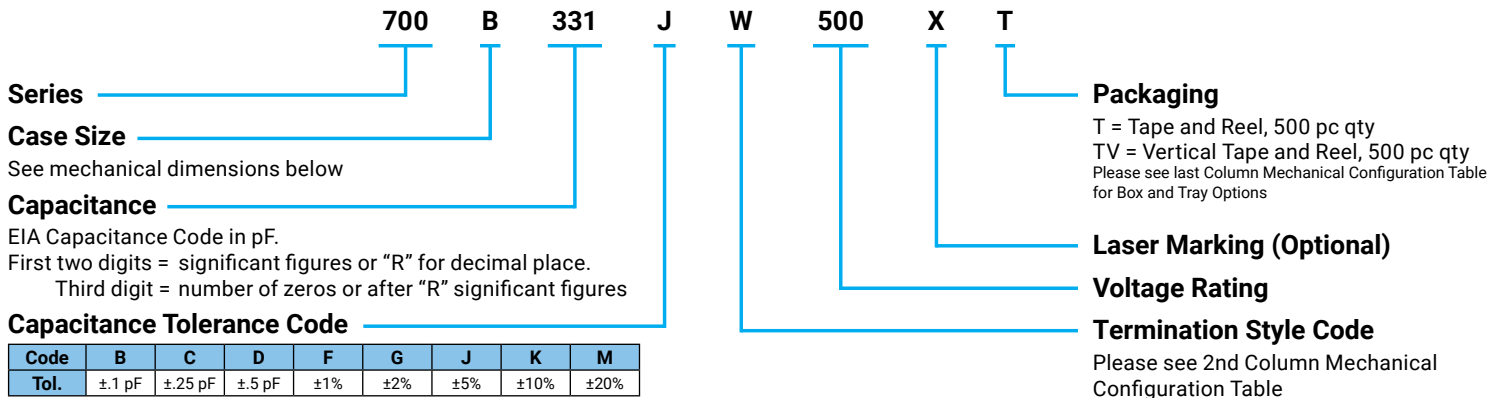 700 B 331 J W 500 X T
Series
Case Size
See mechanical dimensions below
Capacitance
EIA Capacitance Code in pF.
First two digits = significant figures or “R” for decimal place.
Third digit = number of zeros or after “R” significant figures
Capacitance Tolerance Code
Code B C D F G J K M
Tol. ±.1 pF ±.25 pF ±.5 pF ±1% ±2% ±5% ±10% ±20%
Packaging
T = Tape and Reel, 500 pc qty
TV = Vertical Tape and Reel, 500 pc qty
Please see last Column Mechanical Configuration Table
for Box and Tray Options
Laser Marking (Optional)
Voltage Rating
Termination Style Code
Please see 2nd Column Mechanical
Configuration Table